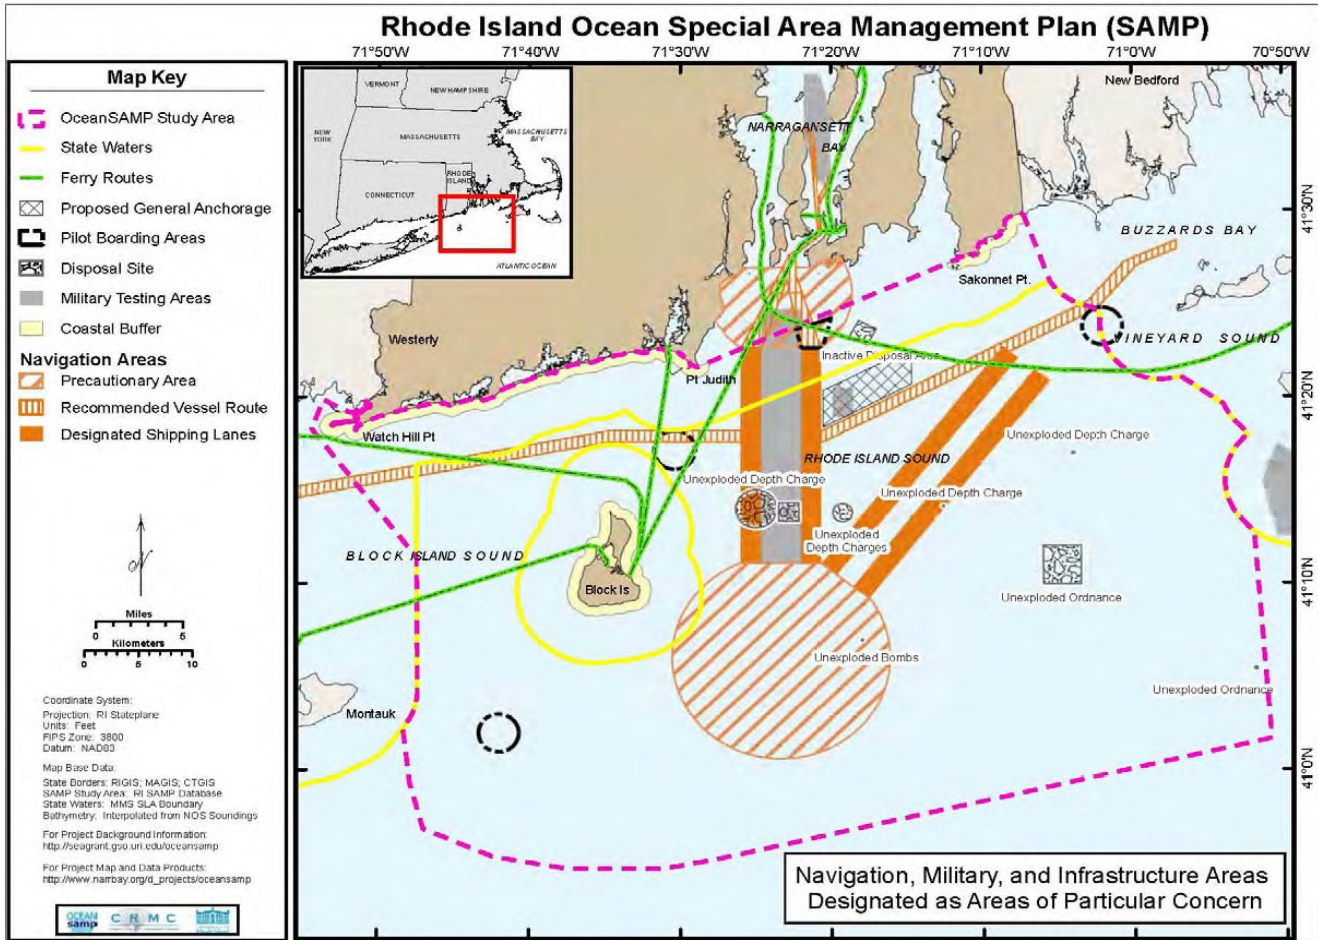 Rhode Island Ocean Special Area Management Plan (SAMP)
71°50'W
71°40'W
71°30'W
71°20'W
71°10'W
71°0'W
70°50'W
Map Key
OceanSAMP Study Area
State Waters
Ferry Routes
Proposed General Anchorage
Pilot Boarding Areas
Disposal Site
Military Testing Areas
Coastal Buffer
Navigation Areas
Precautionary Area
Recommended Vessel Route
Designated Shipping Lanes
N
Miles
0 5
Kilometers
0 5 10
Coordinate System:
Projection: RI Stateplane
Units: Feet
FIPS Zone: 3800
Datum: NAD83
Map Base Data:
State Borders: RIGIS; MAGIS; CTGIS
SAMP Study Area: RI SAMP Database
State Waters: MMS SLA Boundary
Bathymetry: Interpolated from NOS Soundings
For Project Background Information:
http://seagrant.gso.uri.edu/oceansamp
For Project Map and Data Products:
http://www.narrbay.org/d_projects/oceansamp
OCEAN
samp
CRMC
VERMONT
NEW HAMPSHIRE
NEW
YORK
MASSACHUSETTS
MASSACHUSETTS
BAY
CONNECTICUT
RHODE
ISLAND
ATLANTIC OCEAN
New Bedford
NARRAGANSETT
BAY
BUZZARDS BAY
Sakonnet Pt.
Westerly
VINEYARD SOUND
Inactive Disposal Area
Pt Judith
Watch Hill Pt
Unexploded Depth Charge
RHODE ISLAND SOUND
Unexploded Depth Charge
Unexploded Depth Charge
Unexploded
Depth Charges
BLOCK ISLAND SOUND
Block Is
Unexploded Ordnance
Unexploded Bombs
Unexploded Ordnance
Montauk
41°30'N
41°20'N
41°10'N
41°0'N
Navigation, Military, and Infrastructure Areas
Designated as Areas of Particular Concern